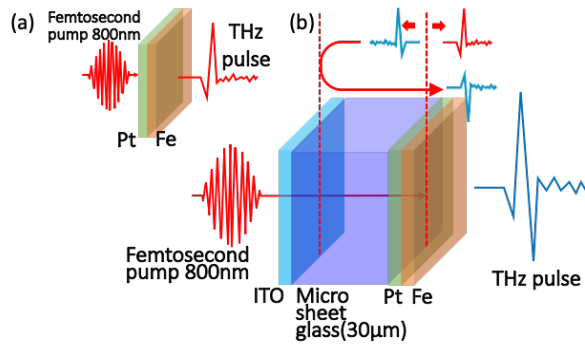 (a)
Femtosecond
pump 800nm
THz
pulse
Pt Fe
(b)
Femtosecond
pump 800nm
ITO
Micro
sheet
glass(30μm)
Pt Fe
THz pulse